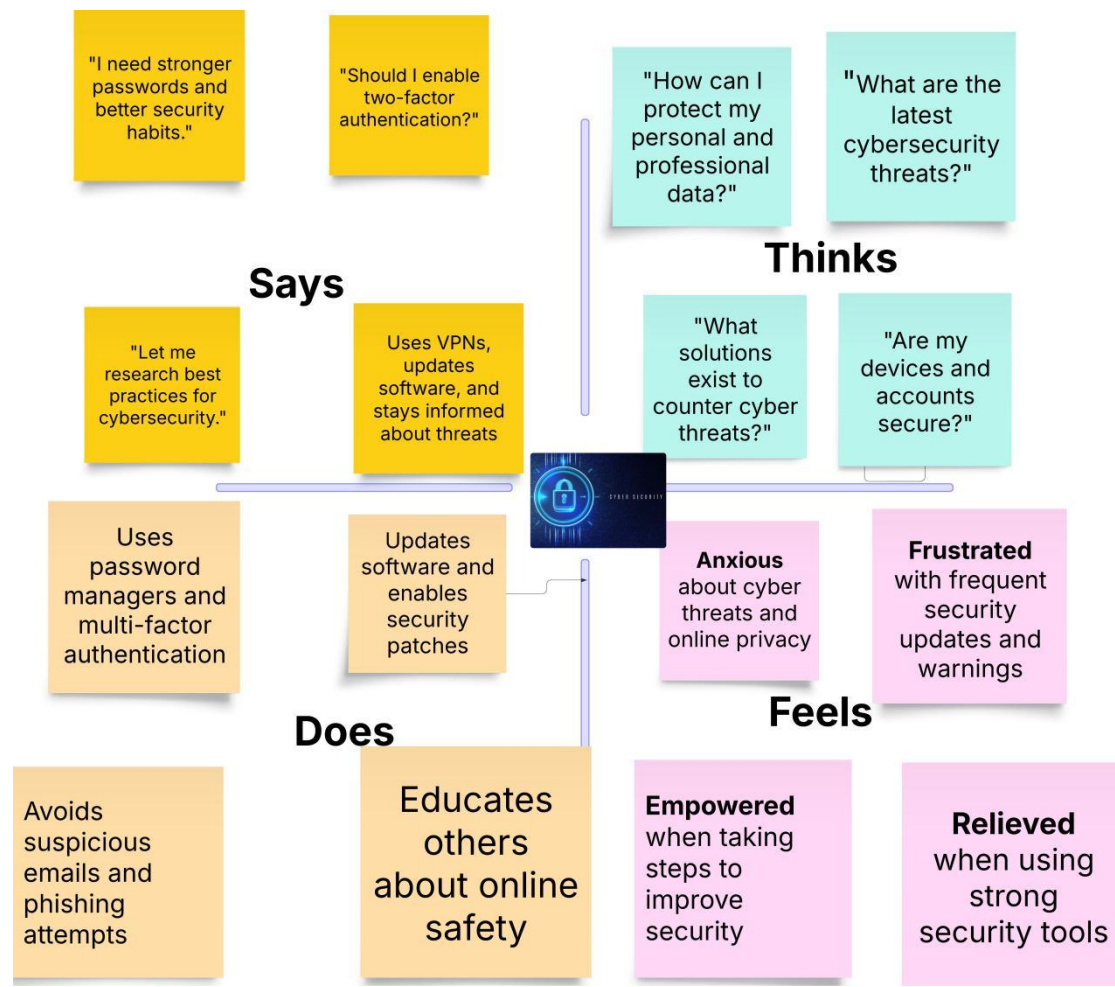 "I need stronger
passwords and
better security
habits."
"Should I enable
two-factor
authentication?"
Says
"Let me
research best
practices for
cybersecurity."
Uses VPNs,
updates
software, and
stays informed
about threats
"How can I
protect my
personal and
professional
data?"
"What are the
latest
cybersecurity
threats?"
Thinks
"What
solutions
exist to
counter cyber
threats?"
"Are my
devices and
accounts
secure?"
CYBER SECURITY
Uses
password
managers and
multi-factor
authentication
Updates
software and
enables
security
patches
Does
Avoids
suspicious
emails and
phishing
attempts
Educates
others
about online
safety
Anxious
about cyber
threats and
online privacy
Frustrated
with frequent
security
updates and
warnings
Feels
Empowered
when taking
steps to
improve
security
Relieved
when using
strong
security tools